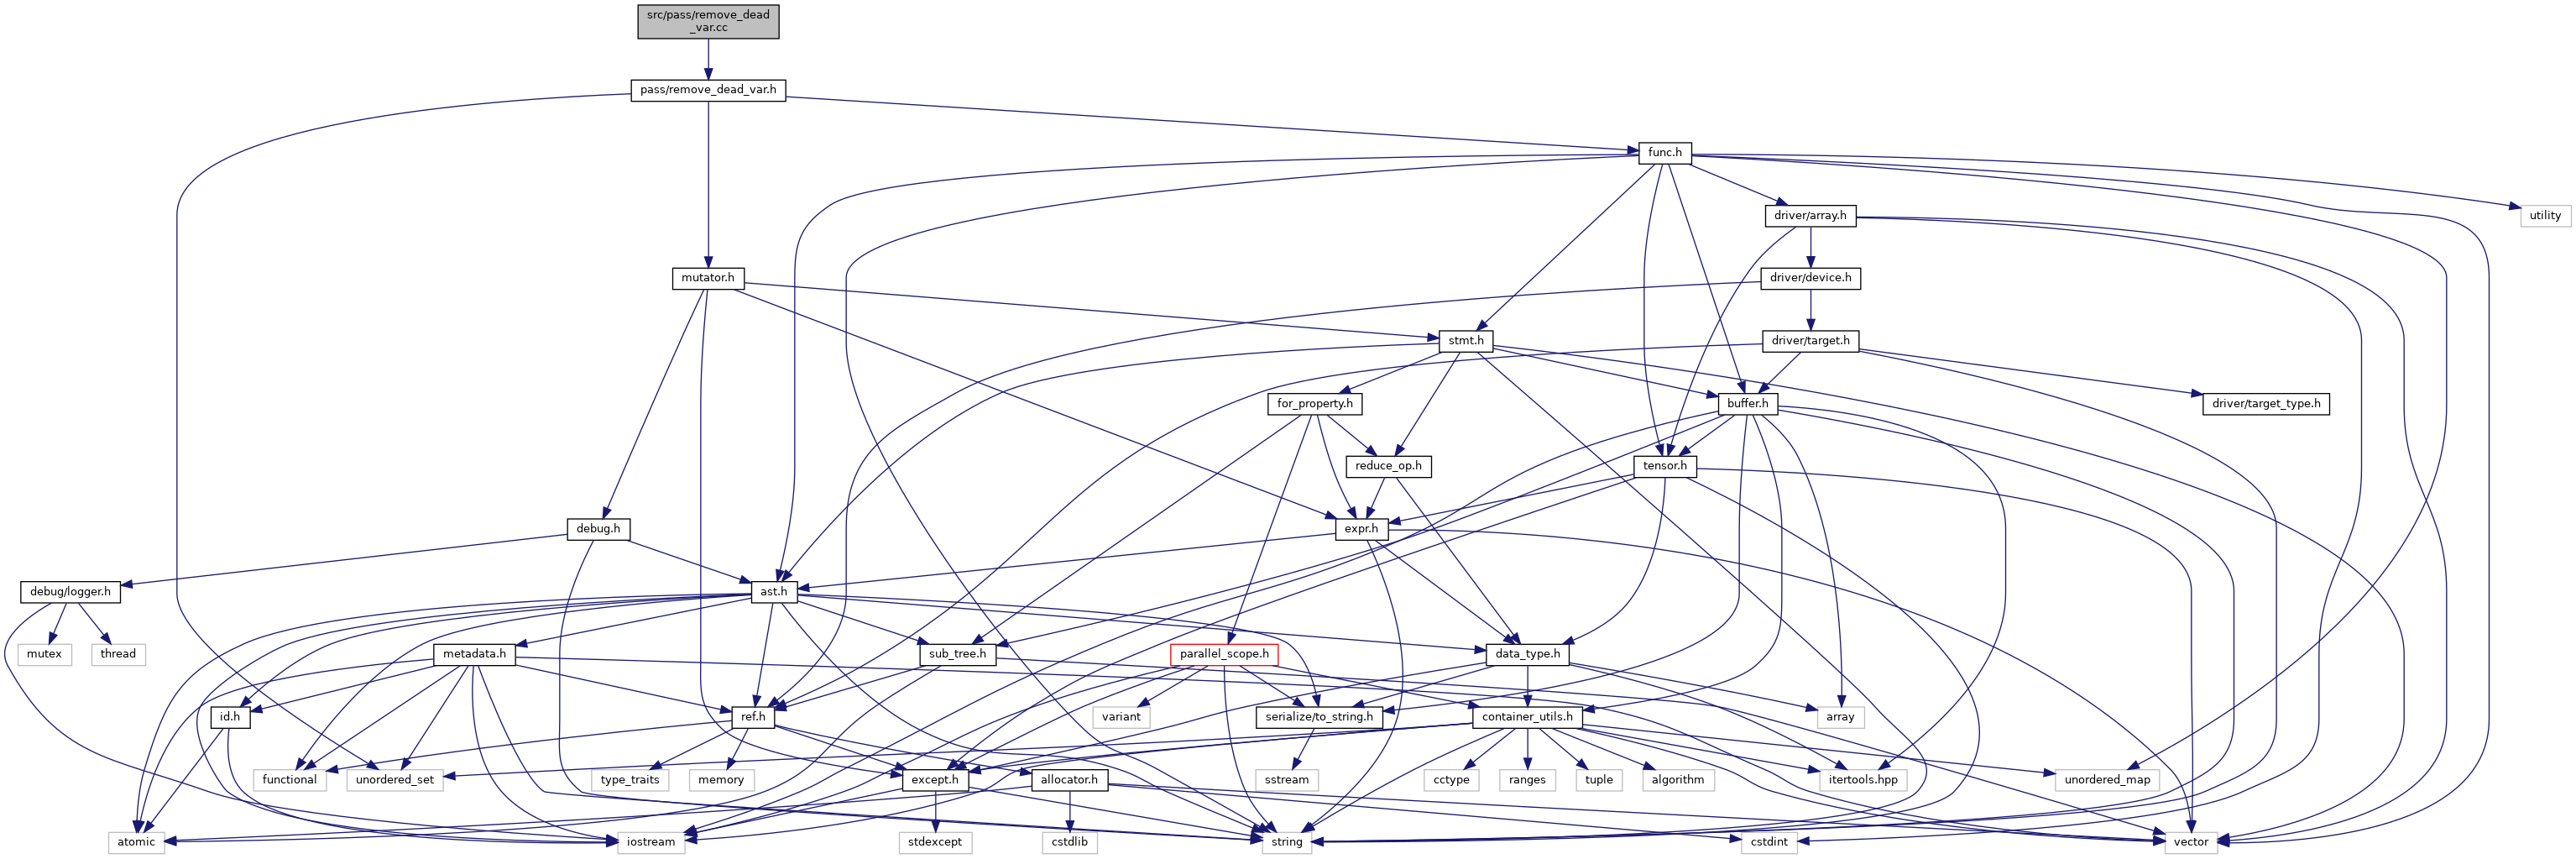 src/pass/remove_dead
_var.cc
pass/remove_dead_var.h
func.h
driver/array.h
utility
mutator.h
driver/device.h
stmt.h
driver/target.h
for_property.h
buffer.h
driver/target_type.h
reduce_op.h
tensor.h
debug.h
expr.h
debug/logger.h
ast.h
mutex
thread
metadata.h
sub_tree.h
parallel_scope.h
data_type.h
id.h
ref.h
variant
serialize/to_string.h
container_utils.h
array
functional
unordered_set
type_traits
memory
except.h
allocator.h
sstream
cctype
ranges
tuple
algorithm
itertools.hpp
unordered_map
atomic
iostream
stdexcept
cstdlib
string
cstdint
vector